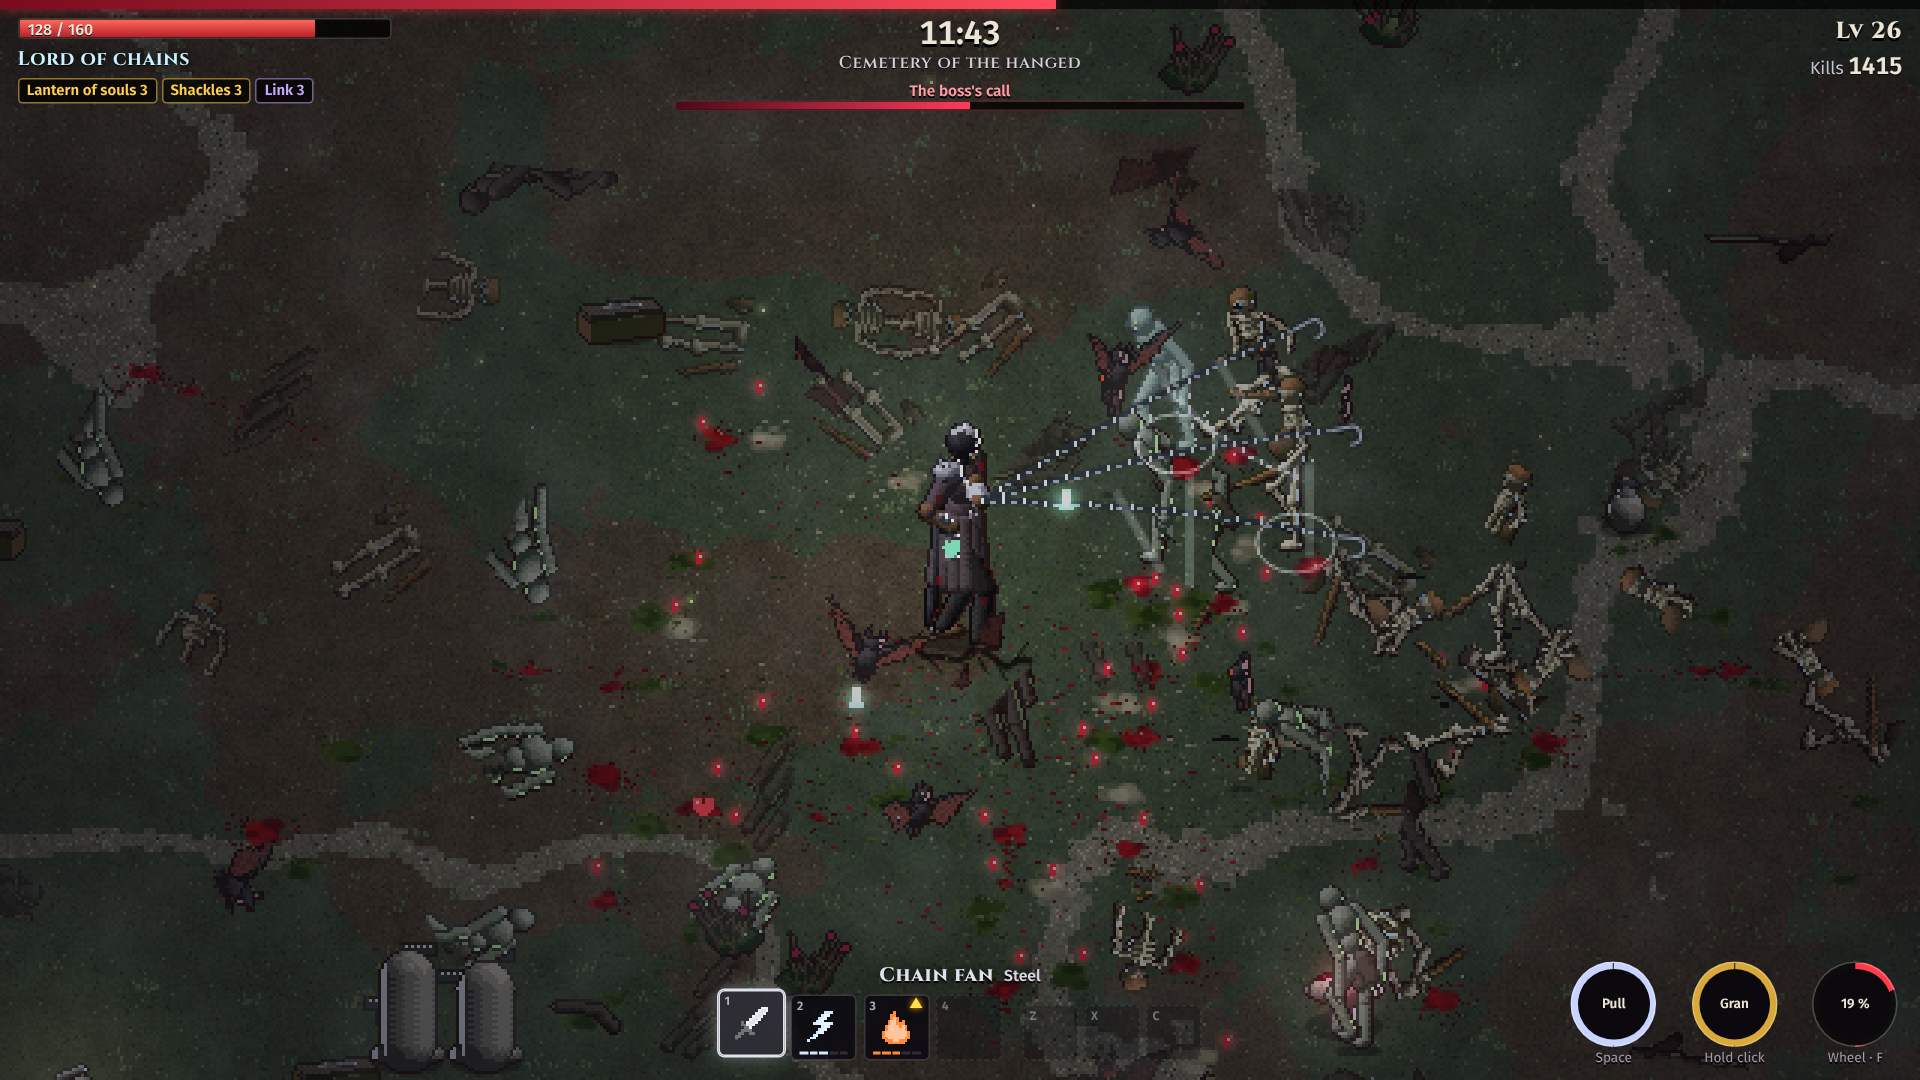 128 / 160
Lord of chains
Lantern of souls 3
Shackles 3
Link 3
11:43
Cemetery of the hanged
The boss's call
Lv 26
Kills 1415
Chain fan Steel
1
2
3
4
Z
X
C
Pull
Space
Gran
Hold click
19 %
Wheel · F